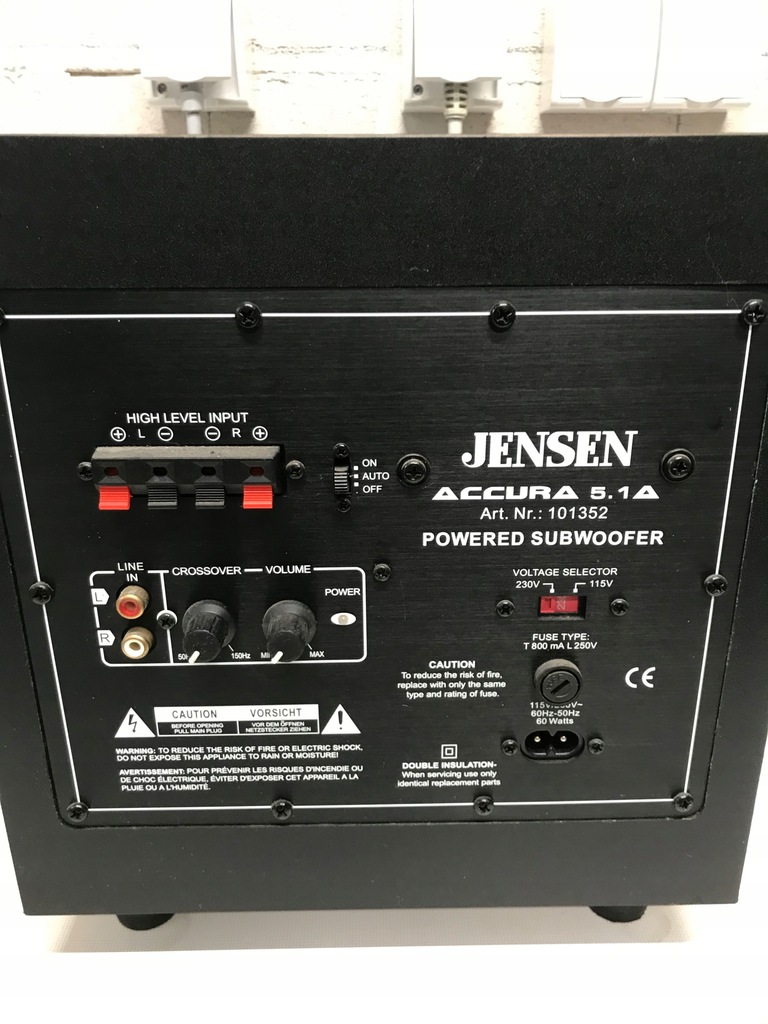 HIGH LEVEL INPUT
+ L - - R +
ON
AUTO
OFF
JENSEN
ACCURA 5.1A
Art. Nr.: 101352
POWERED SUBWOOFER
LINE
IN
L
R
CROSSOVER
VOLUME
POWER
150Hz
MAX
VOLTAGE SELECTOR
230V 115V
FUSE TYPE:
T 800 mA L 250V
CAUTION
To reduce the risk of fire,
replace with only the same
type and rating of fuse.
CE
60Hz-50Hz
60 Watts
CAUTION
BEFORE OPENING
PULL MAIN PLUG
VORSICHT
VOR DEM ÖFFNEN
NETZSTECKER ZIEHEN
WARNING: TO REDUCE THE RISK OF FIRE OR ELECTRIC SHOCK,
DO NOT EXPOSE THIS APPLIANCE TO RAIN OR MOISTURE!
AVERTISSEMENT: POUR PRÉVENIR LES RISQUES D'INCENDIE OU
DE CHOC ÉLECTRIQUE, ÉVITER D'EXPOSER CET APPAREIL A LA
PLUIE OU A L'HUMIDITÉ.
DOUBLE INSULATION-
When servicing use only
identical replacement parts